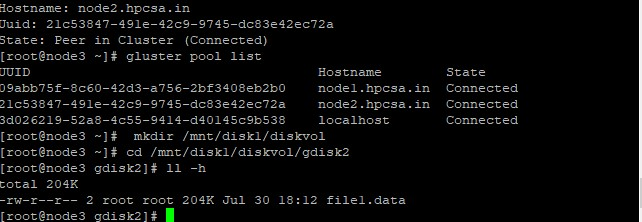 Hostname: node2.hpcsa.in
Uuid: 21c53847-491e-42c9-9745-dc83e42ec72a
State: Peer in Cluster (Connected)
[root@node3 ~]# gluster pool list
UUID Hostname State
09abb75f-8c60-42d3-a756-2bf3408eb2b0 node1.hpcsa.in Connected
21c53847-491e-42c9-9745-dc83e42ec72a node2.hpcsa.in Connected
3d026219-52a8-4c55-9414-d40145c9b538 localhost Connected
[root@node3 ~]#  mkdir /mnt/disk1/diskvol
[root@node3 ~]# cd /mnt/disk1/diskvol/gdisk2
[root@node3 gdisk2]# ll -h
total 204K
-rw-r--r-- 2 root root 204K Jul 30 18:12 file1.data
[root@node3 gdisk2]#